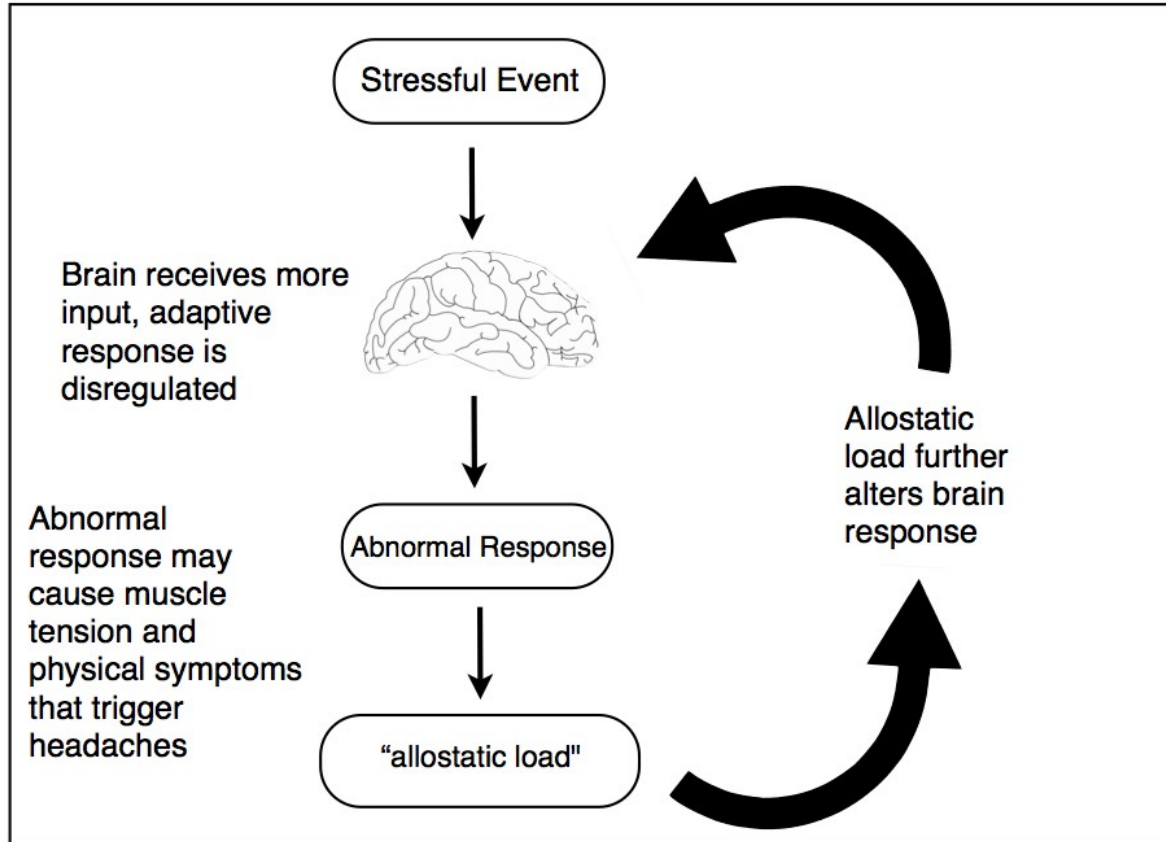 Stressful Event
Brain receives more
input, adaptive
response is
disregulated
Abnormal Response
Abnormal
response may
cause muscle
tension and
physical symptoms
that trigger
headaches
“allostatic load"
Allostatic
load further
alters brain
response